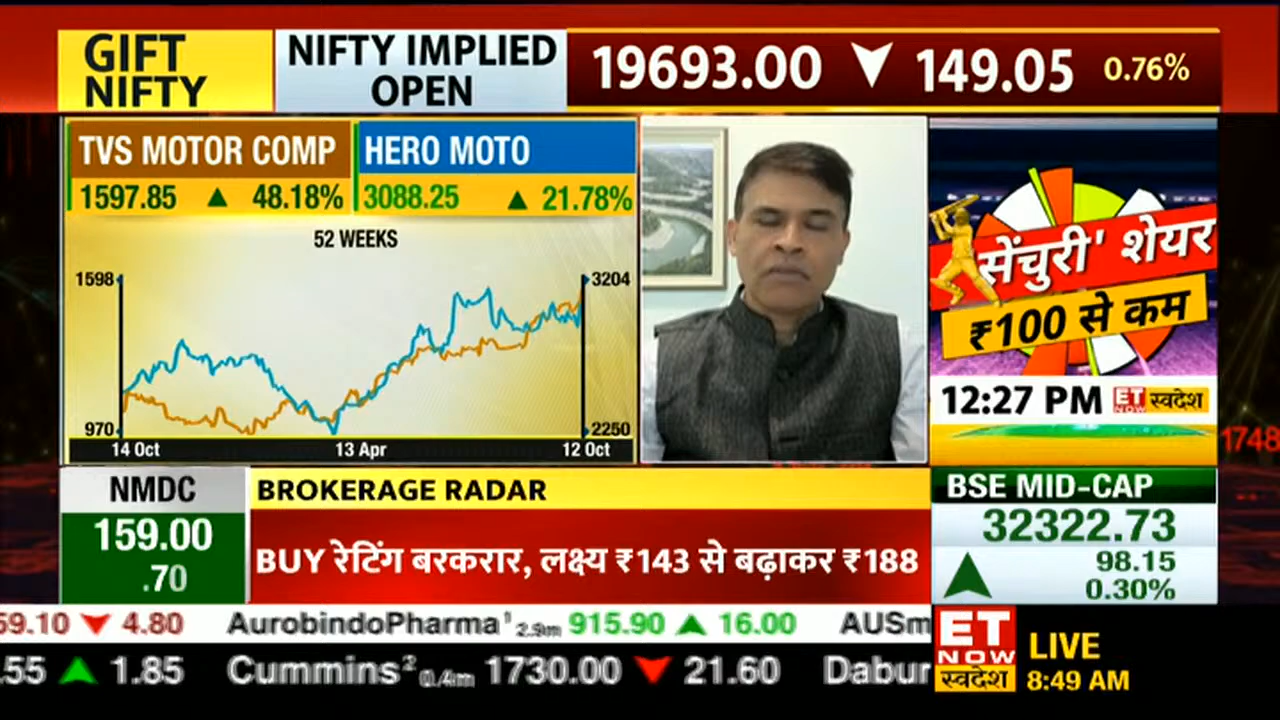 GIFT
NIFTY
NIFTY IMPLIED
OPEN
19693.00 ▼ 149.05 0.76%
TVS MOTOR COMP
1597.85 ▲ 48.18%
HERO MOTO
3088.25 ▲ 21.78%
52 WEEKS
1598 3204
970 2250
14 Oct 13 Apr 12 Oct
सेंचुरी' शेयर
₹100 से कम
12:27 PM ET NOW स्वदेश
1748
NMDC
159.00
.70
BROKERAGE RADAR
BUY रेटिंग बरकरार, लक्ष्य ₹143 से बढ़ाकर ₹188
BSE MID-CAP
32322.73
▲ 98.15
0.30%
59.10 ▼ 4.80 AurobindoPharma¹ 2.9m 915.90 ▲ 16.00 AUSm
.55 ▲ 1.85 Cummins² 0.4m 1730.00 ▼ 21.60 Dabur
ET
NOW
स्वदेश
LIVE
8:49 AM